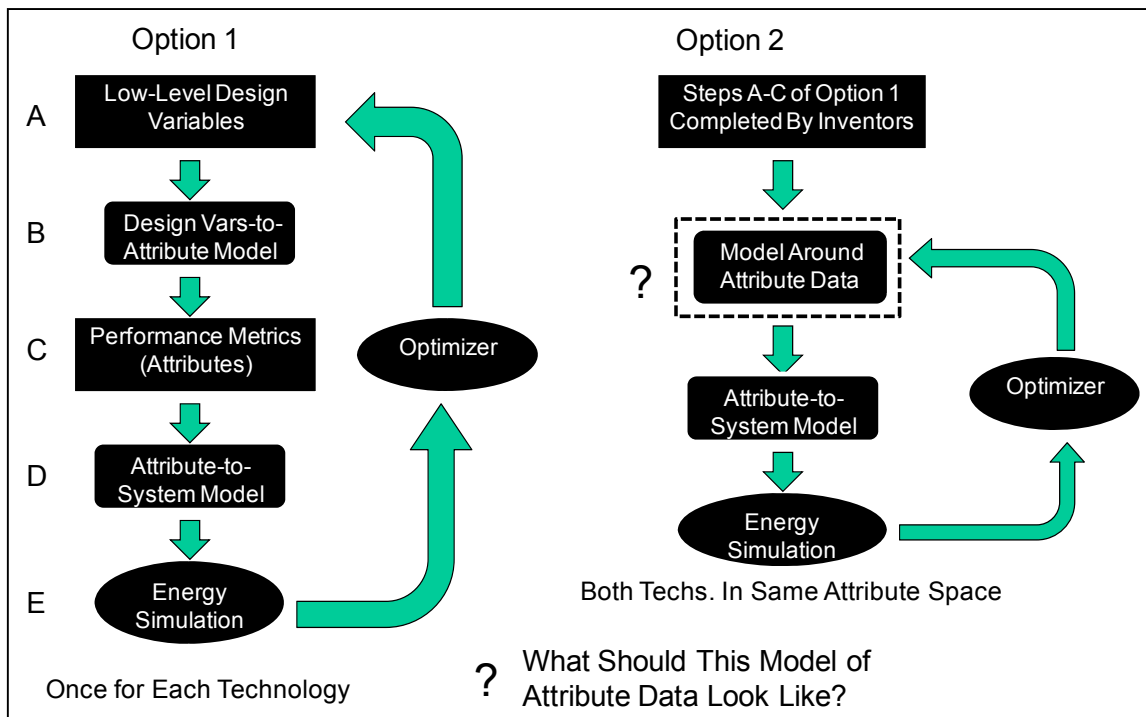 Option 1
A
Low-Level Design
Variables
B
Design Vars-to-
Attribute Model
C
Performance Metrics
(Attributes)
Optimizer
D
Attribute-to-
System Model
E
Energy
Simulation
Once for Each Technology
Option 2
Steps A-C of Option 1
Completed By Inventors
?
Model Around
Attribute Data
Optimizer
Attribute-to-
System Model
Energy
Simulation
Both Techs. In Same Attribute Space
? What Should This Model of
Attribute Data Look Like?